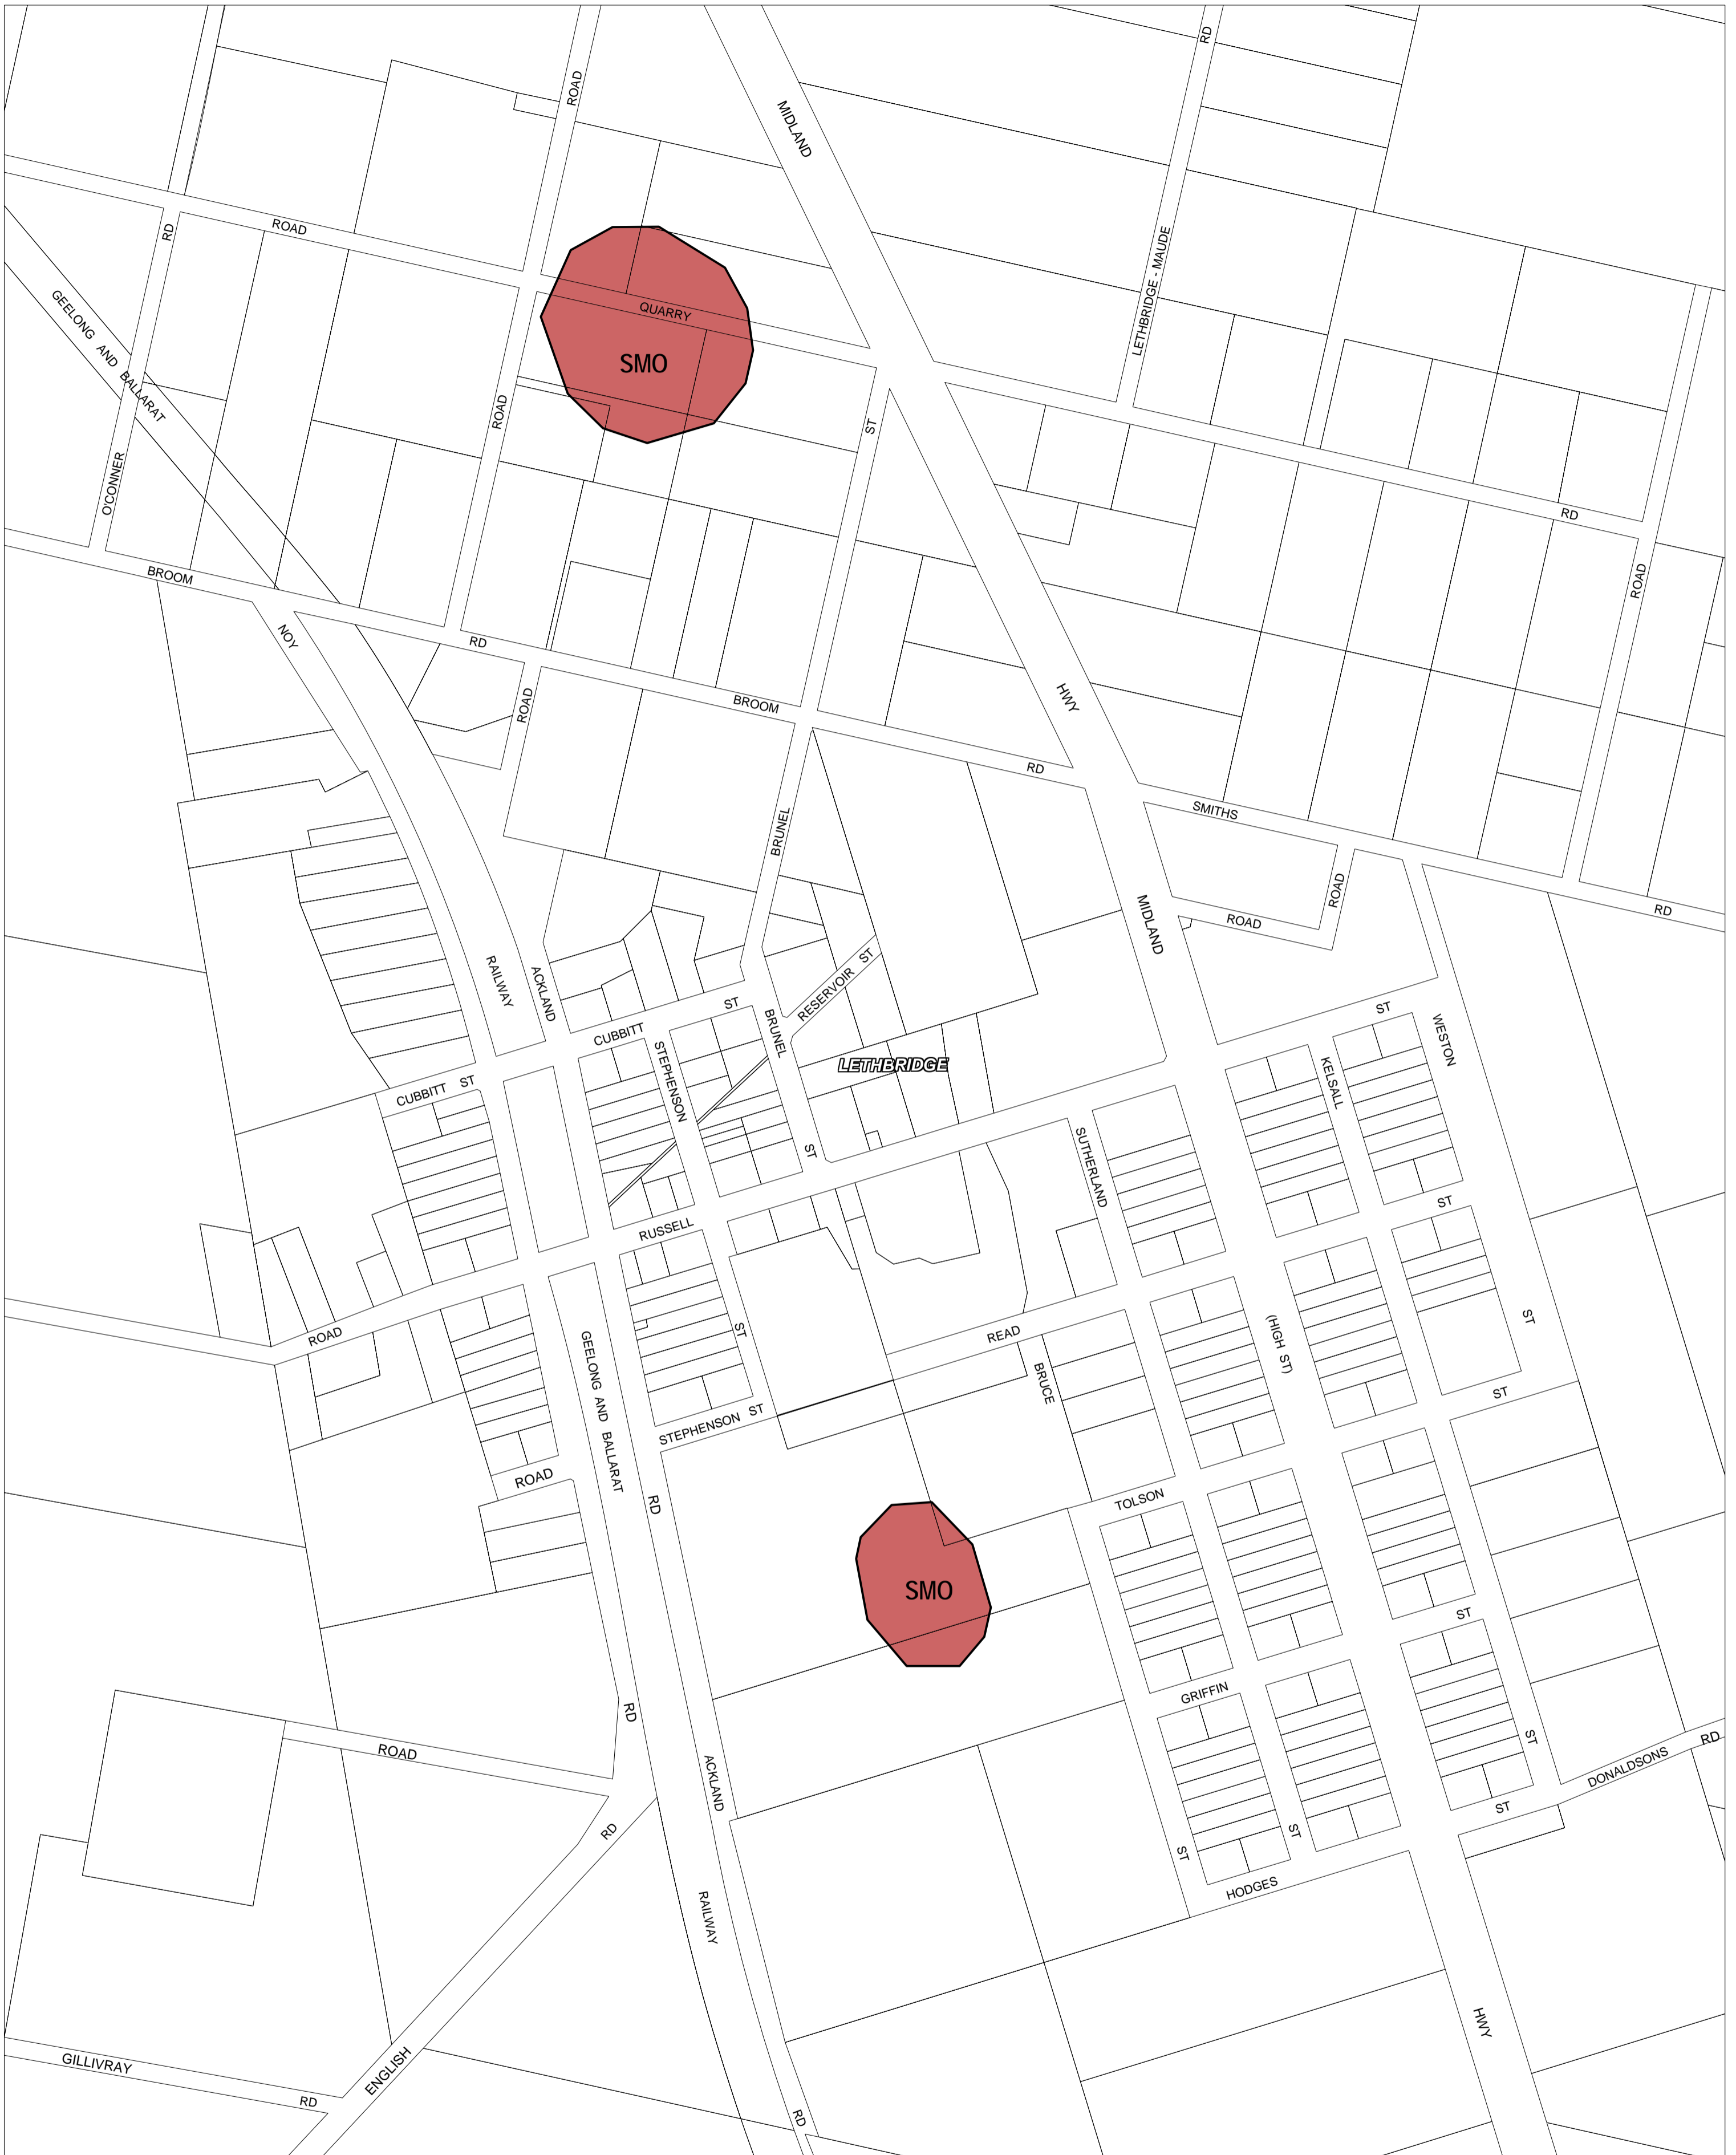 RD
ROAD
MIDLAND
RD
ROAD
LETHBRIDGE - MAUDE
GEELONG AND BALLARAT
QUARRY
SMO
ROAD
ST
O'CONNER
RD
BROOM
ROAD
NOY
RD
ROAD
BROOM
HWY
RD
SMITHS
BRUNEL
ROAD
RD
MIDLAND
ROAD
RAILWAY
ACKLAND
RESERVOIR ST
ST
ST
CUBBITT
BRUNEL
WESTON
STEPHENSON
LETHBRIDGE
KELSALL
CUBBITT ST
ST
SUTHERLAND
ST
RUSSELL
ST
ROAD
READ
ST
(HIGH ST)
GEELONG AND BALLARAT
BRUCE
ST
STEPHENSON ST
ROAD
RD
TOLSON
SMO
ST
GRIFFIN
RD
ST
RD
DONALDSONS
ROAD
ACKLAND
ST
RD
ST
ST
HODGES
RAILWAY
HWY
GILLIVRAY
ENGLISH
RD
RD